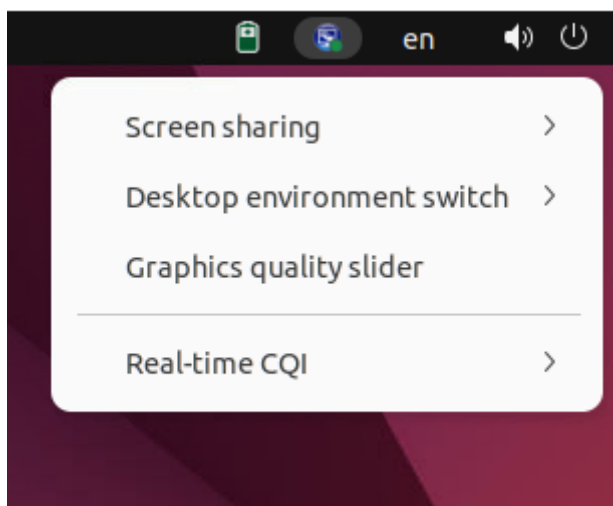 en
Screen sharing
Desktop environment switch
Graphics quality slider
Real-time CQI